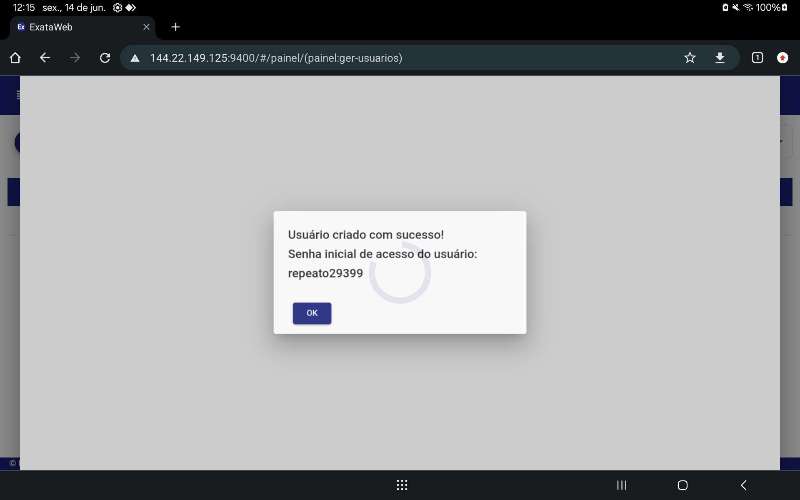 12:15 sex., 14 de jun.
100%
Ex ExataWeb
144.22.149.125:9400/#/painel/(painel:ger-usuarios)
1
Usuário criado com sucesso!
Senha inicial de acesso do usuário:
repeato29399
OK
©